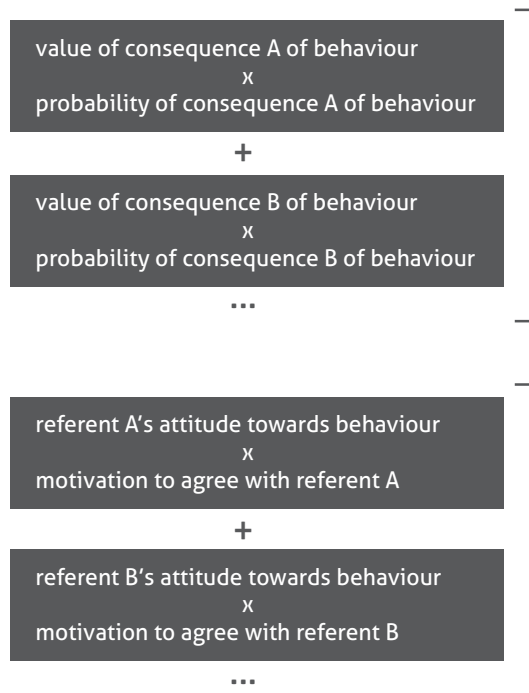 value of consequence A of behaviour
x
probability of consequence A of behaviour
+
value of consequence B of behaviour
x
probability of consequence B of behaviour
...
referent A’s attitude towards behaviour
x
motivation to agree with referent A
+
referent B’s attitude towards behaviour
x
motivation to agree with referent B
...